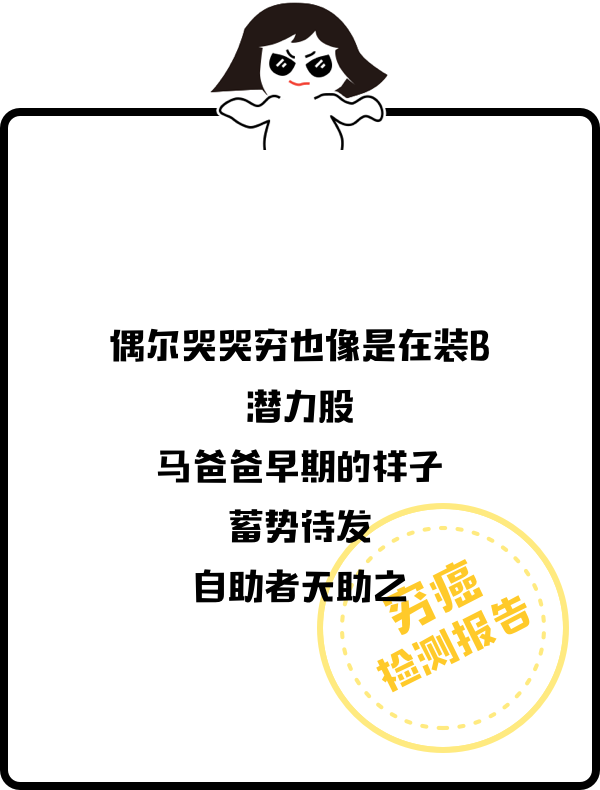 偶尔哭哭穷也像是在装B
潜力股
马爸爸早期的样子
蓄势待发
自助者天助之
穷癌
检测报告